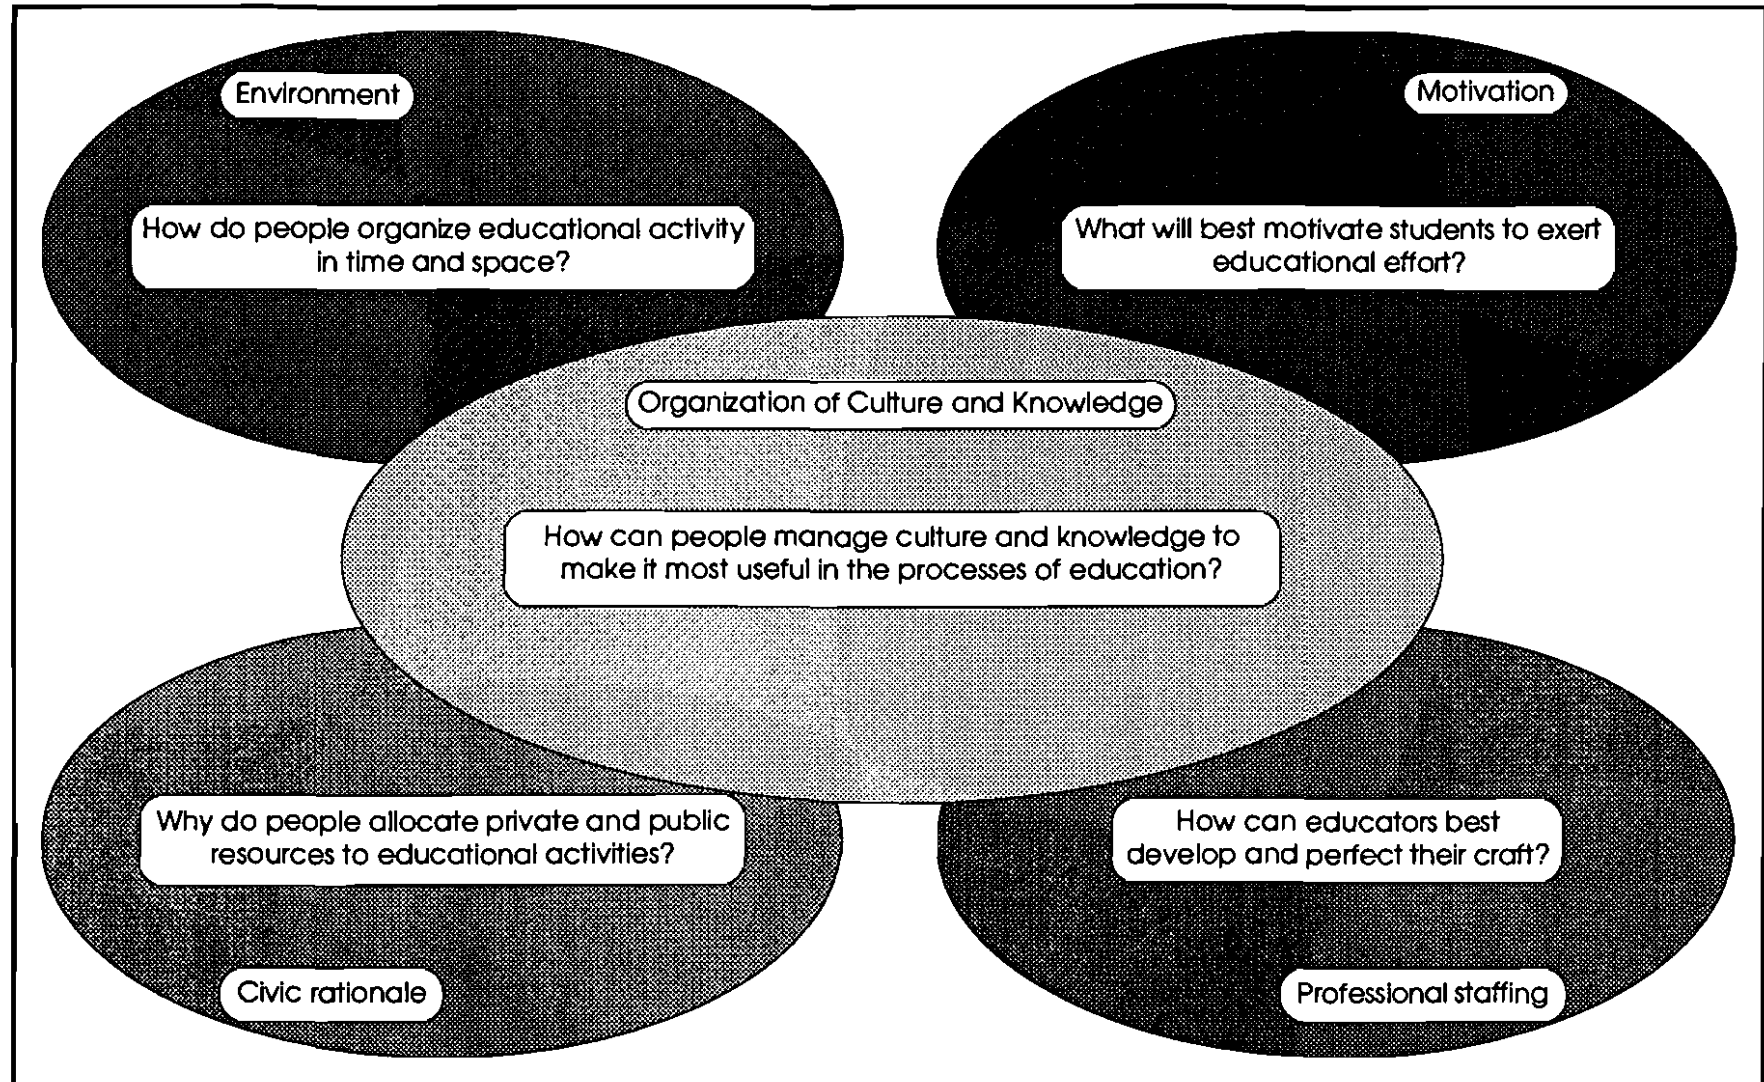 Environment
How do people organize educational activity
in time and space?
Motivation
What will best motivate students to exert
educational effort?
Organization of Culture and Knowledge
How can people manage culture and knowledge to
make it most useful in the processes of education?
Why do people allocate private and public
resources to educational activities?
Civic rationale
How can educators best
develop and perfect their craft?
Professional staffing